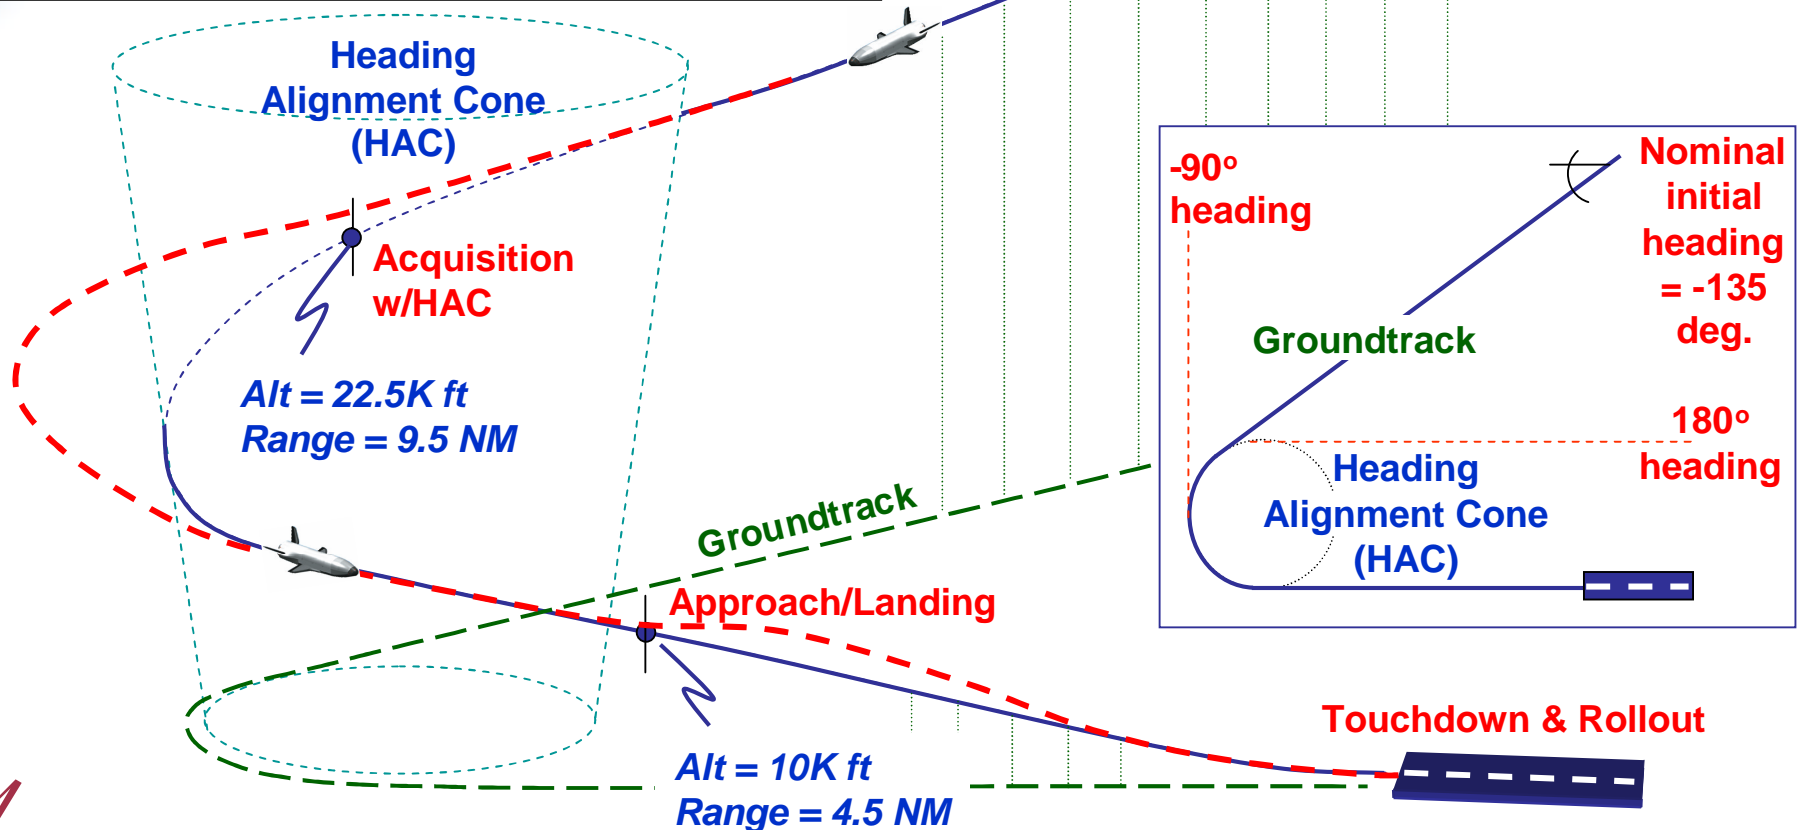 Heading
Alignment Cone
(HAC)
Acquisition
w/HAC
Alt = 22.5K ft
Range = 9.5 NM
Groundtrack
Approach/Landing
Alt = 10K ft
Range = 4.5 NM
Touchdown & Rollout
-90º
heading
Nominal
initial
heading
= -135
deg.
Groundtrack
180º
heading
Heading
Alignment Cone
(HAC)